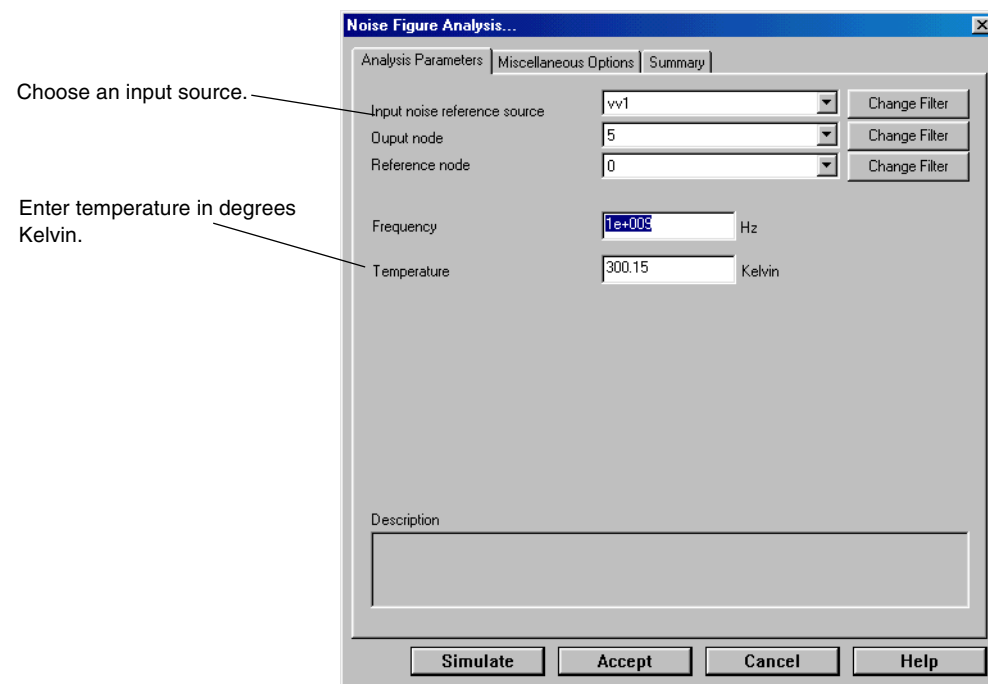 Noise Figure Analysis...
Analysis Parameters Miscellaneous Options Summary
Choose an input source.
Input noise reference source vv1 Change Filter
Ouput node 5 Change Filter
Reference node 0 Change Filter
Enter temperature in degrees
Kelvin.
Frequency 1e+009 Hz
Temperature 300.15 Kelvin
Description
Simulate Accept Cancel Help